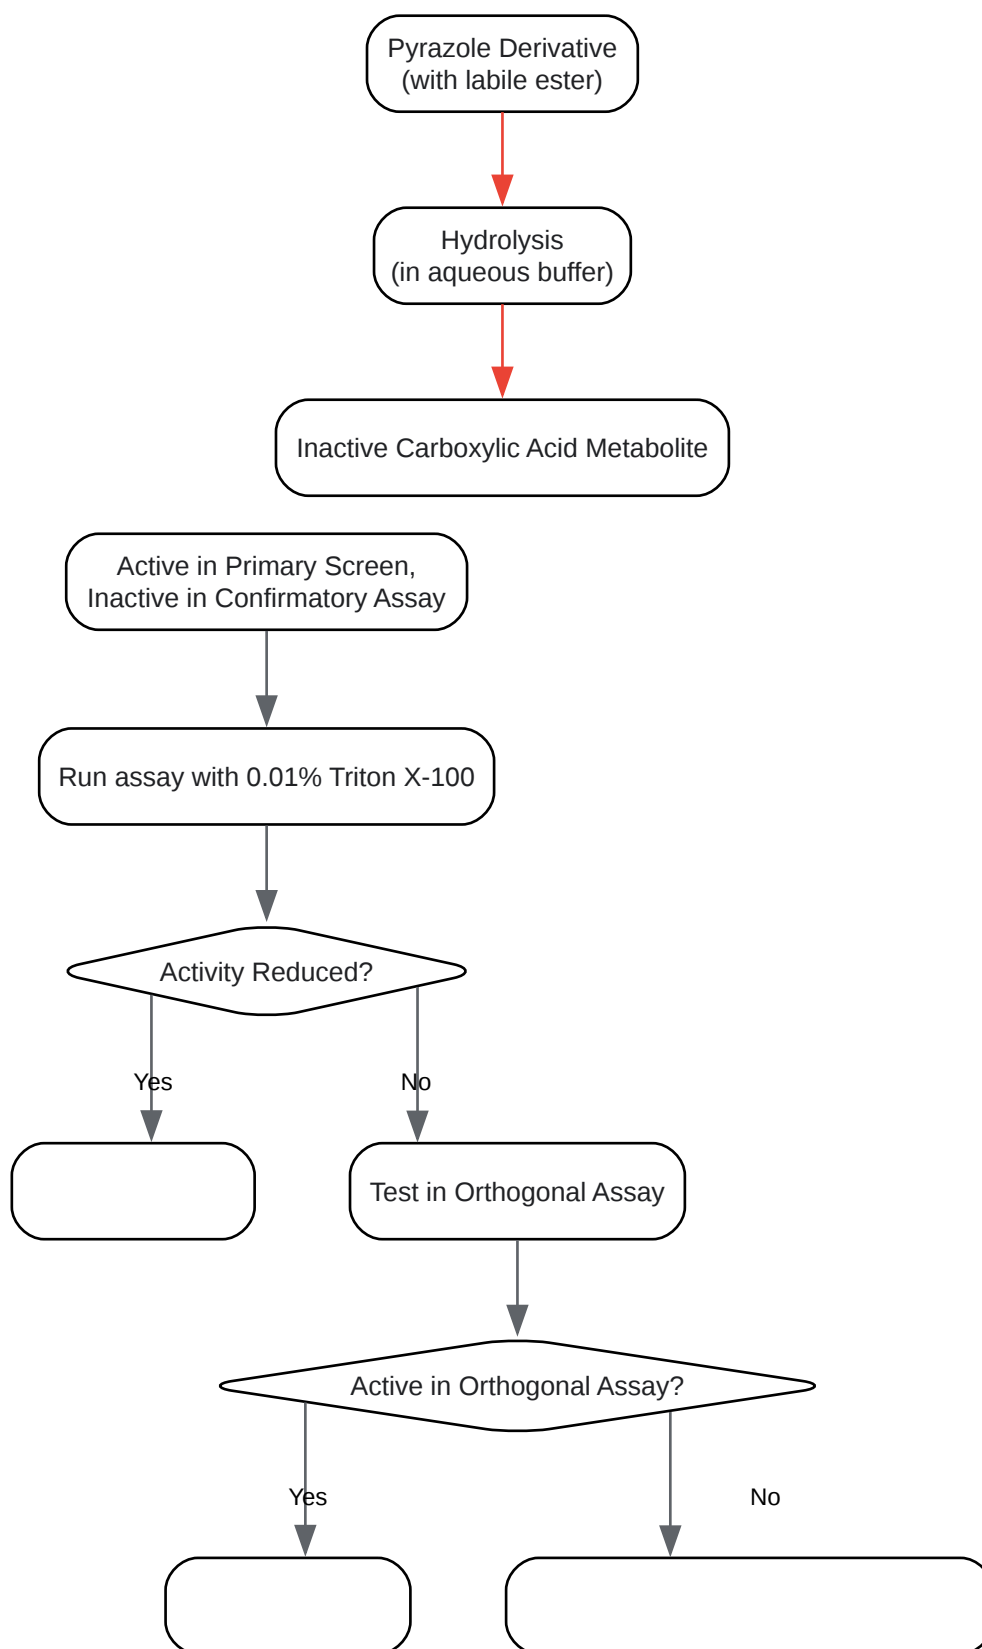 Pyrazole Derivative
(with labile ester)
Hydrolysis
(in aqueous buffer)
Inactive Carboxylic Acid Metabolite
Active in Primary Screen,
Inactive in Confirmatory Assay
Run assay with 0.01% Triton X-100
Activity Reduced?
Yes
No
Test in Orthogonal Assay
Active in Orthogonal Assay?
Yes
No